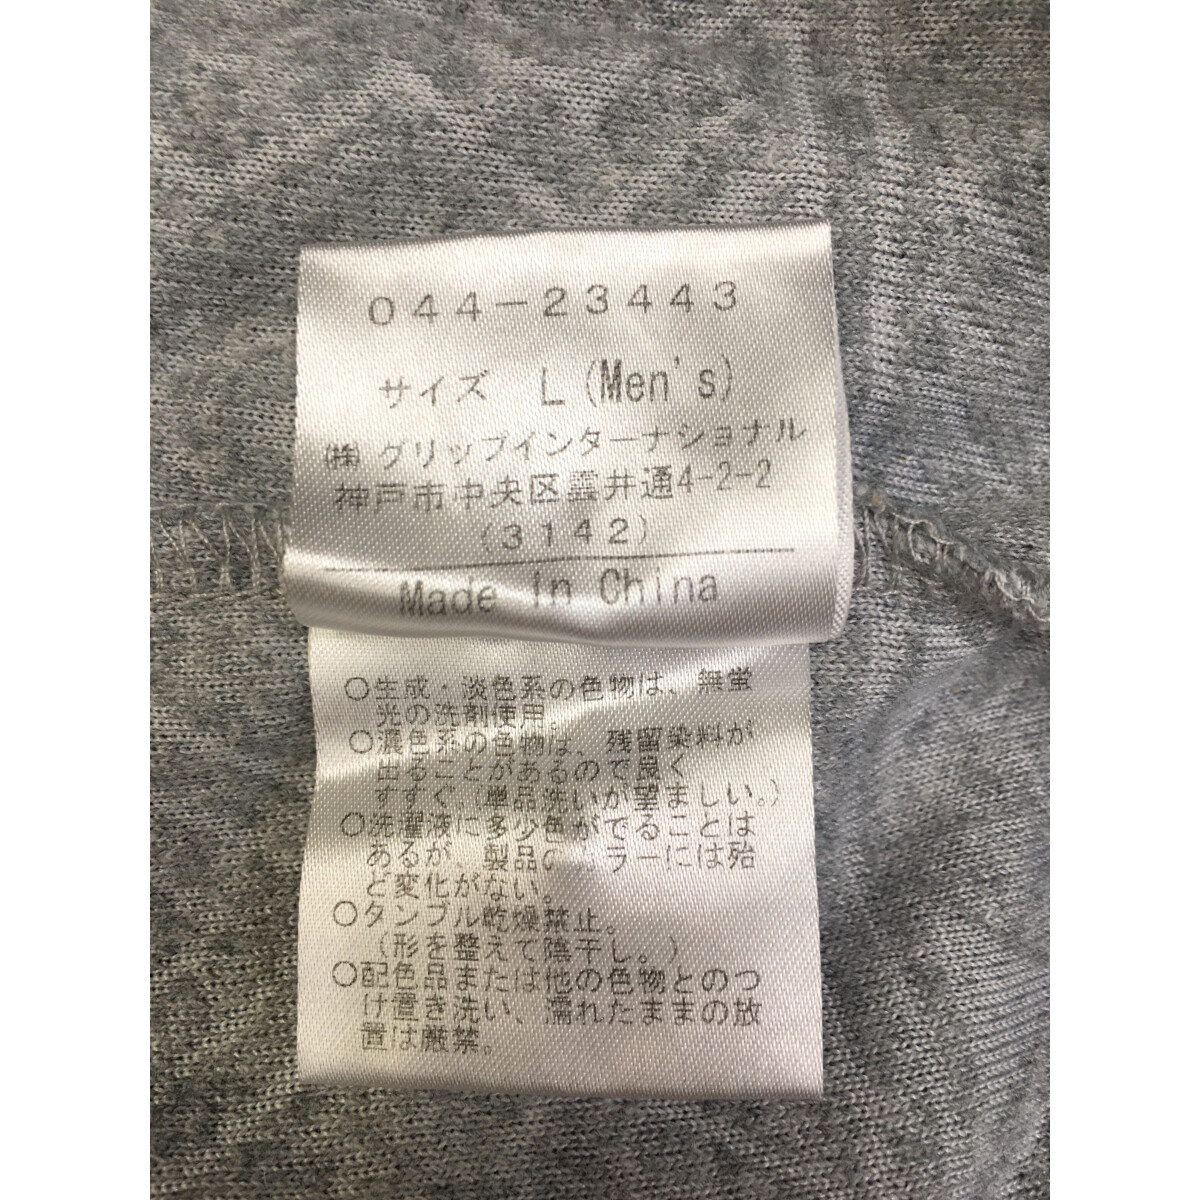 044-23443
サイズ L(Men's)
㈱グリップインターナショナル
神戸市中央区雲井通4-2-2
(3142)
Made in China
○生成・淡色系の色物は、無蛍
光の洗剤使用。
○濃色系の色物は、残留染料が
出ることがあるので良く
すすぐ。(単品洗いが望ましい。)
○洗濯液に多少色がでることは
あるが、製品の ラーには殆
ど変化がない。
○タンブル乾燥禁止。
(形を整えて陰干し。)
○配色品または他の色物とのつ
け置き洗い、濡れたままの放
置は厳禁。